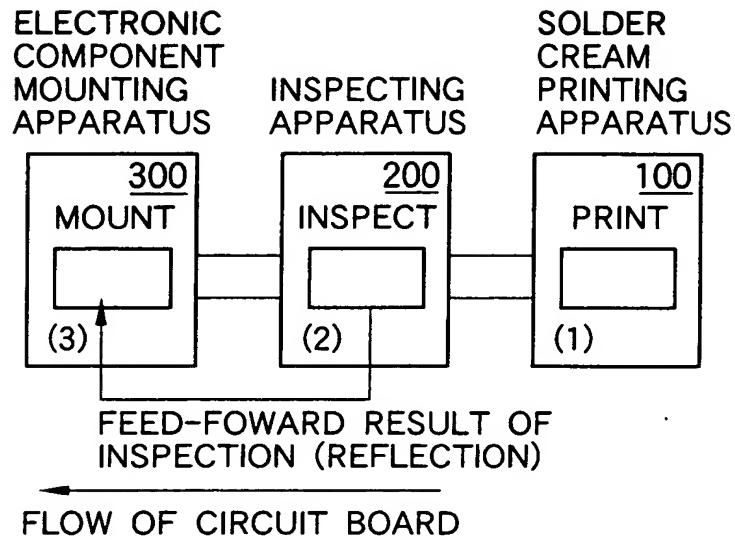 ELECTRONIC
COMPONENT
MOUNTING
APPARATUS
INSPECTING
APPARATUS
SOLDER
CREAM
PRINTING
APPARATUS
300
MOUNT
(3)
200
INSPECT
(2)
100
PRINT
(1)
FEED-FOWARD RESULT OF
INSPECTION (REFLECTION)
FLOW OF CIRCUIT BOARD